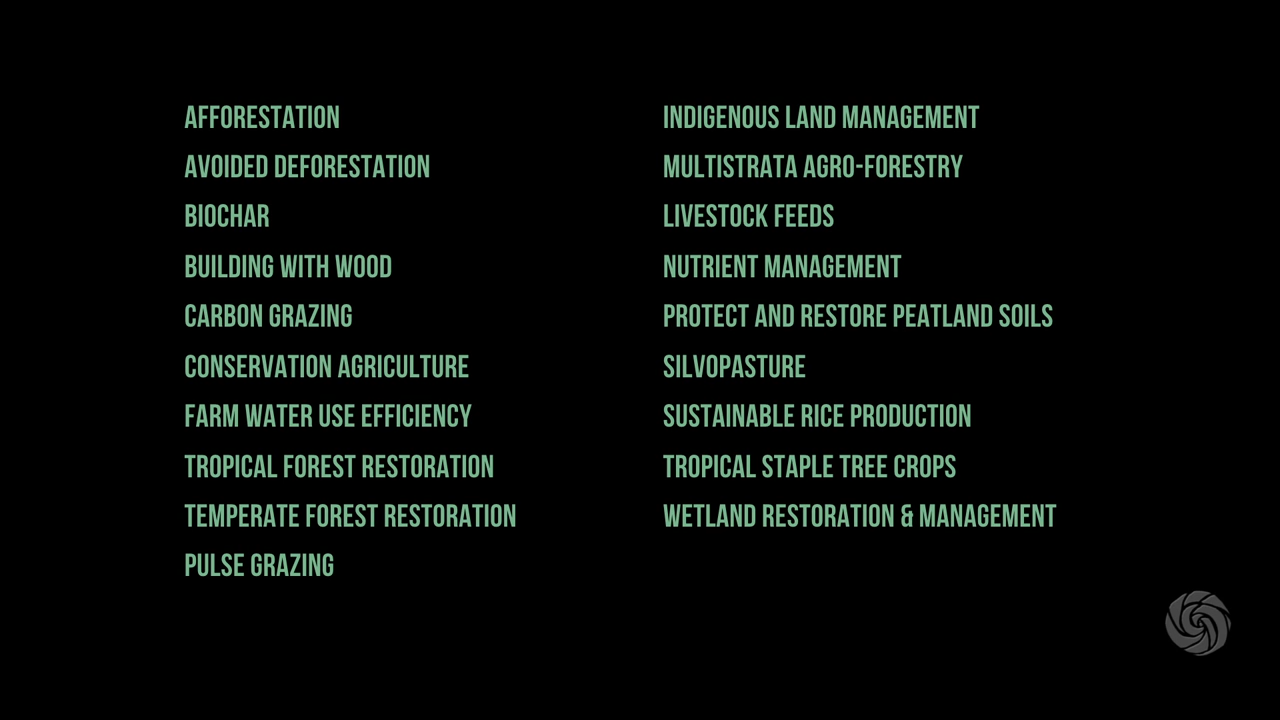 AFFORESTATION
AVOIDED DEFORESTATION
BIOCHAR
BUILDING WITH WOOD
CARBON GRAZING
CONSERVATION AGRICULTURE
FARM WATER USE EFFICIENCY
TROPICAL FOREST RESTORATION
TEMPERATE FOREST RESTORATION
PULSE GRAZING
INDIGENOUS LAND MANAGEMENT
MULTISTRATA AGRO-FORESTRY
LIVESTOCK FEEDS
NUTRIENT MANAGEMENT
PROTECT AND RESTORE PEATLAND SOILS
SILVOPASTURE
SUSTAINABLE RICE PRODUCTION
TROPICAL STAPLE TREE CROPS
WETLAND RESTORATION & MANAGEMENT